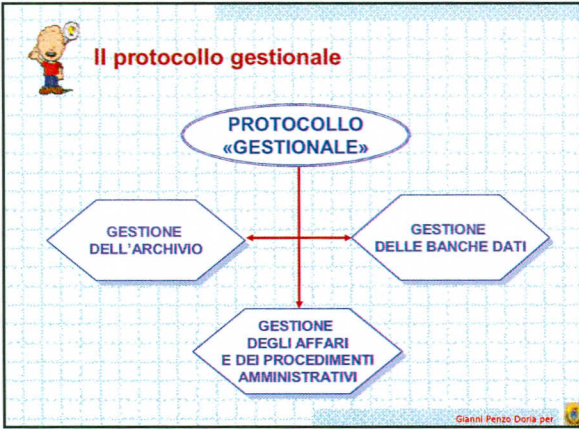 Il protocollo gestionale
PROTOCOLLO
«GESTIONALE»
GESTIONE
DELL'ARCHIVIO
GESTIONE
DELLE BANCHE DATI
GESTIONE
DEGLI AFFARI
E DEI PROCEDIMENTI
AMMINISTRATIVI
Gianni Penzo Doria per